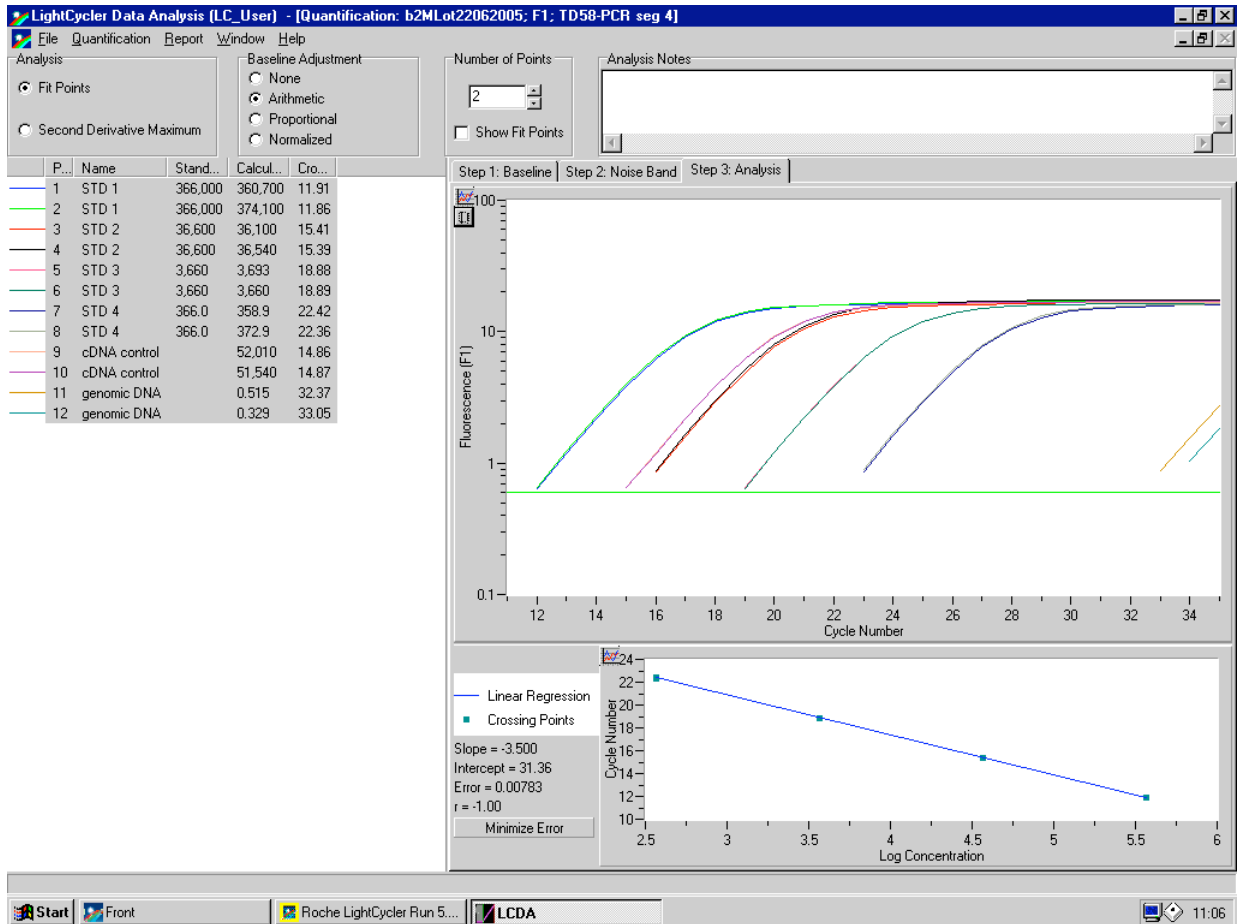 LightCycler Data Analysis (LC_User) - [Quantification: b2MLot22062005; F1; TD58-PCR seg 4]
File Quantification Report Window Help
Analysis
Fit Points
Second Derivative Maximum
Baseline Adjustment
None
Arithmetic
Proportional
Normalized
Number of Points
2
Show Fit Points
Analysis Notes
P... Name Stand... Calcul... Cro...
1 STD 1 366,000 360,700 11.91
2 STD 1 366,000 374,100 11.86
3 STD 2 36,600 36,100 15.41
4 STD 2 36,600 36,540 15.39
5 STD 3 3,660 3,693 18.88
6 STD 3 3,660 3,660 18.89
7 STD 4 366.0 358.9 22.42
8 STD 4 366.0 372.9 22.36
9 cDNA control 52,010 14.86
10 cDNA control 51,540 14.87
11 genomic DNA 0.515 32.37
12 genomic DNA 0.329 33.05
Step 1: Baseline Step 2: Noise Band Step 3: Analysis
100
10
1
0.1
Fluorescence (F1)
12 14 16 18 20 22 24 26 28 30 32 34
Cycle Number
Linear Regression
Crossing Points
Slope = -3.500
Intercept = 31.36
Error = 0.00783
r = -1.00
Minimize Error
24
22
20
18
16
14
12
10
Cycle Number
2.5 3 3.5 4 4.5 5 5.5 6
Log Concentration
Start Front Roche LightCycler Run 5.... LCDA 11:06